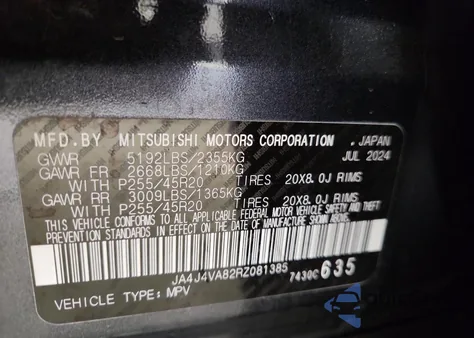 MFD.BY MITSUBISHI MOTORS CORPORATION .JAPAN
GVWR 5192LBS/2355KG JUL 2024
GAWR FR 2668LBS/1210KG
WITH P255/45R20 TIRES 20X8.0J RIMS
GAWR RR 3009LBS/1365KG
WITH P255/45R20 TIRES 20X8.0J RIMS
THIS VEHICLE CONFORMS TO ALL APPLICABLE FEDERAL MOTOR
VEHICLE SAFETY AND THEFT PREVENTION STANDARDS IN
EFFECT ON THE DATE OF MANUFACTURE SHOWN ABOVE.
JA4J4VA82RZ081385 7430C 635
VEHICLE TYPE: MPV